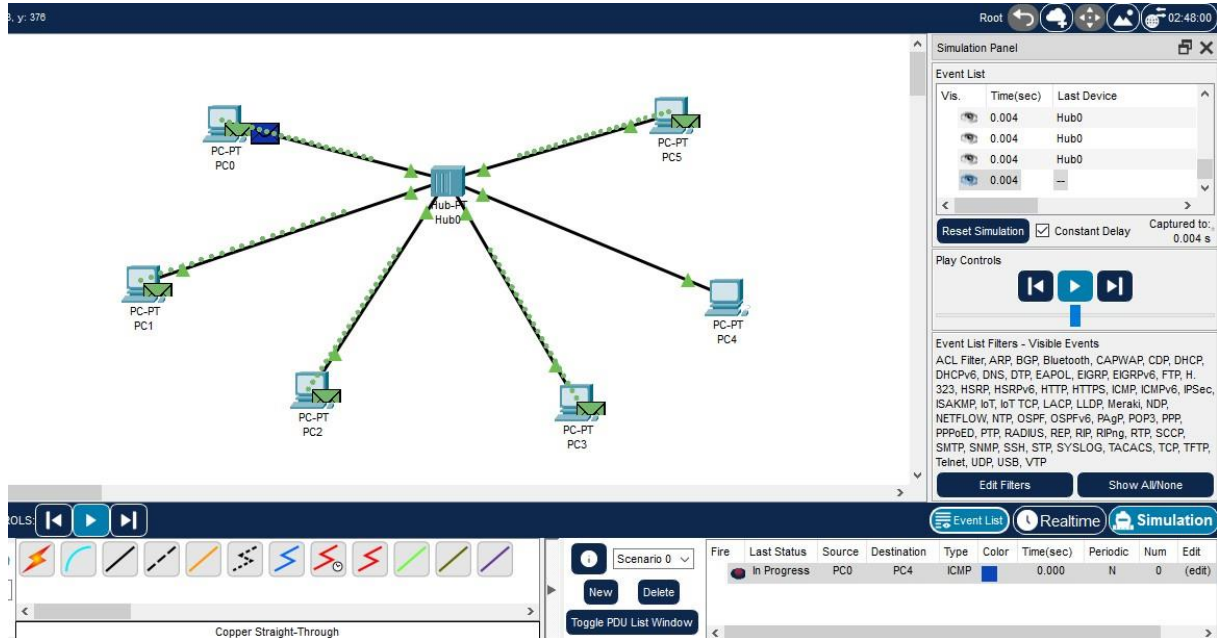 3, y: 376
Root
02:48:00
PC-PT
PC0
PC-PT
PC5
Hub-PT
Hub0
PC-PT
PC1
PC-PT
PC4
PC-PT
PC2
PC-PT
PC3
Simulation Panel
Event List
Vis. Time(sec) Last Device
0.004 Hub0
0.004 Hub0
0.004 Hub0
0.004 --
Reset Simulation Constant Delay Captured to:
0.004 s
Play Controls
Event List Filters - Visible Events
ACL Filter, ARP, BGP, Bluetooth, CAPWAP, CDP, DHCP,
DHCPv6, DNS, DTP, EAPOL, EIGRP, EIGRPv6, FTP, H.
323, HSRP, HSRPv6, HTTP, HTTPS, ICMP, ICMPv6, IPSec,
ISAKMP, IoT, IoT TCP, LACP, LLDP, Meraki, NDP,
NETFLOW, NTP, OSPF, OSPFv6, PAgP, POP3, PPP,
PPPoED, PTP, RADIUS, REP, RIP, RIPng, RTP, SCCP,
SMTP, SNMP, SSH, STP, SYSLOG, TACACS, TCP, TFTP,
Telnet, UDP, USB, VTP
Edit Filters Show All/None
OLS:
Event List Realtime Simulation
Copper Straight-Through
Scenario 0
New Delete
Toggle PDU List Window
Fire Last Status Source Destination Type Color Time(sec) Periodic Num Edit
In Progress PC0 PC4 ICMP 0.000 N 0 (edit)